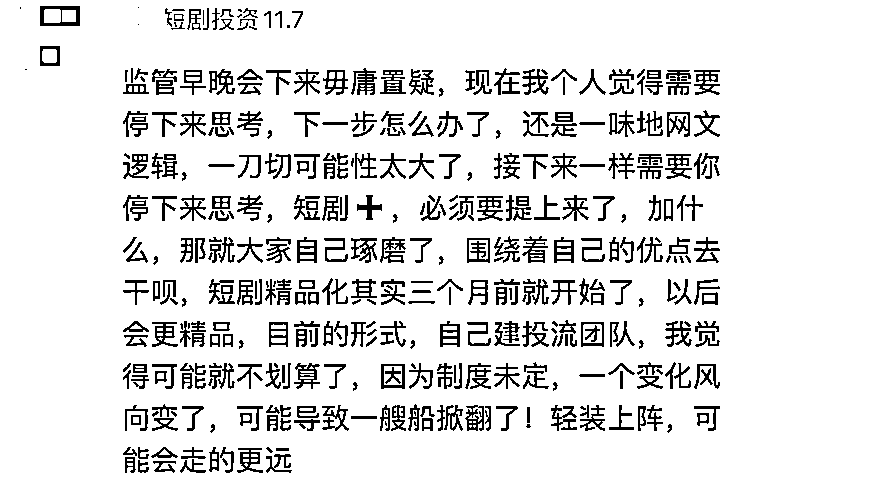 短剧投资11.7
监管早晚会下来毋庸置疑，现在我个人觉得需要
停下来思考，下一步怎么办了，还是一味地网文
逻辑，一刀切可能性太大了，接下来一样需要你
停下来思考，短剧➕，必须要提上来了，加什
么，那就大家自己琢磨了，围绕着自己的优点去
干呗，短剧精品化其实三个月前就开始了，以后
会更精品，目前的形式，自己建投流团队，我觉
得可能就不划算了，因为制度未定，一个变化风
向变了，可能导致一艘船掀翻了！轻装上阵，可
能会走的更远